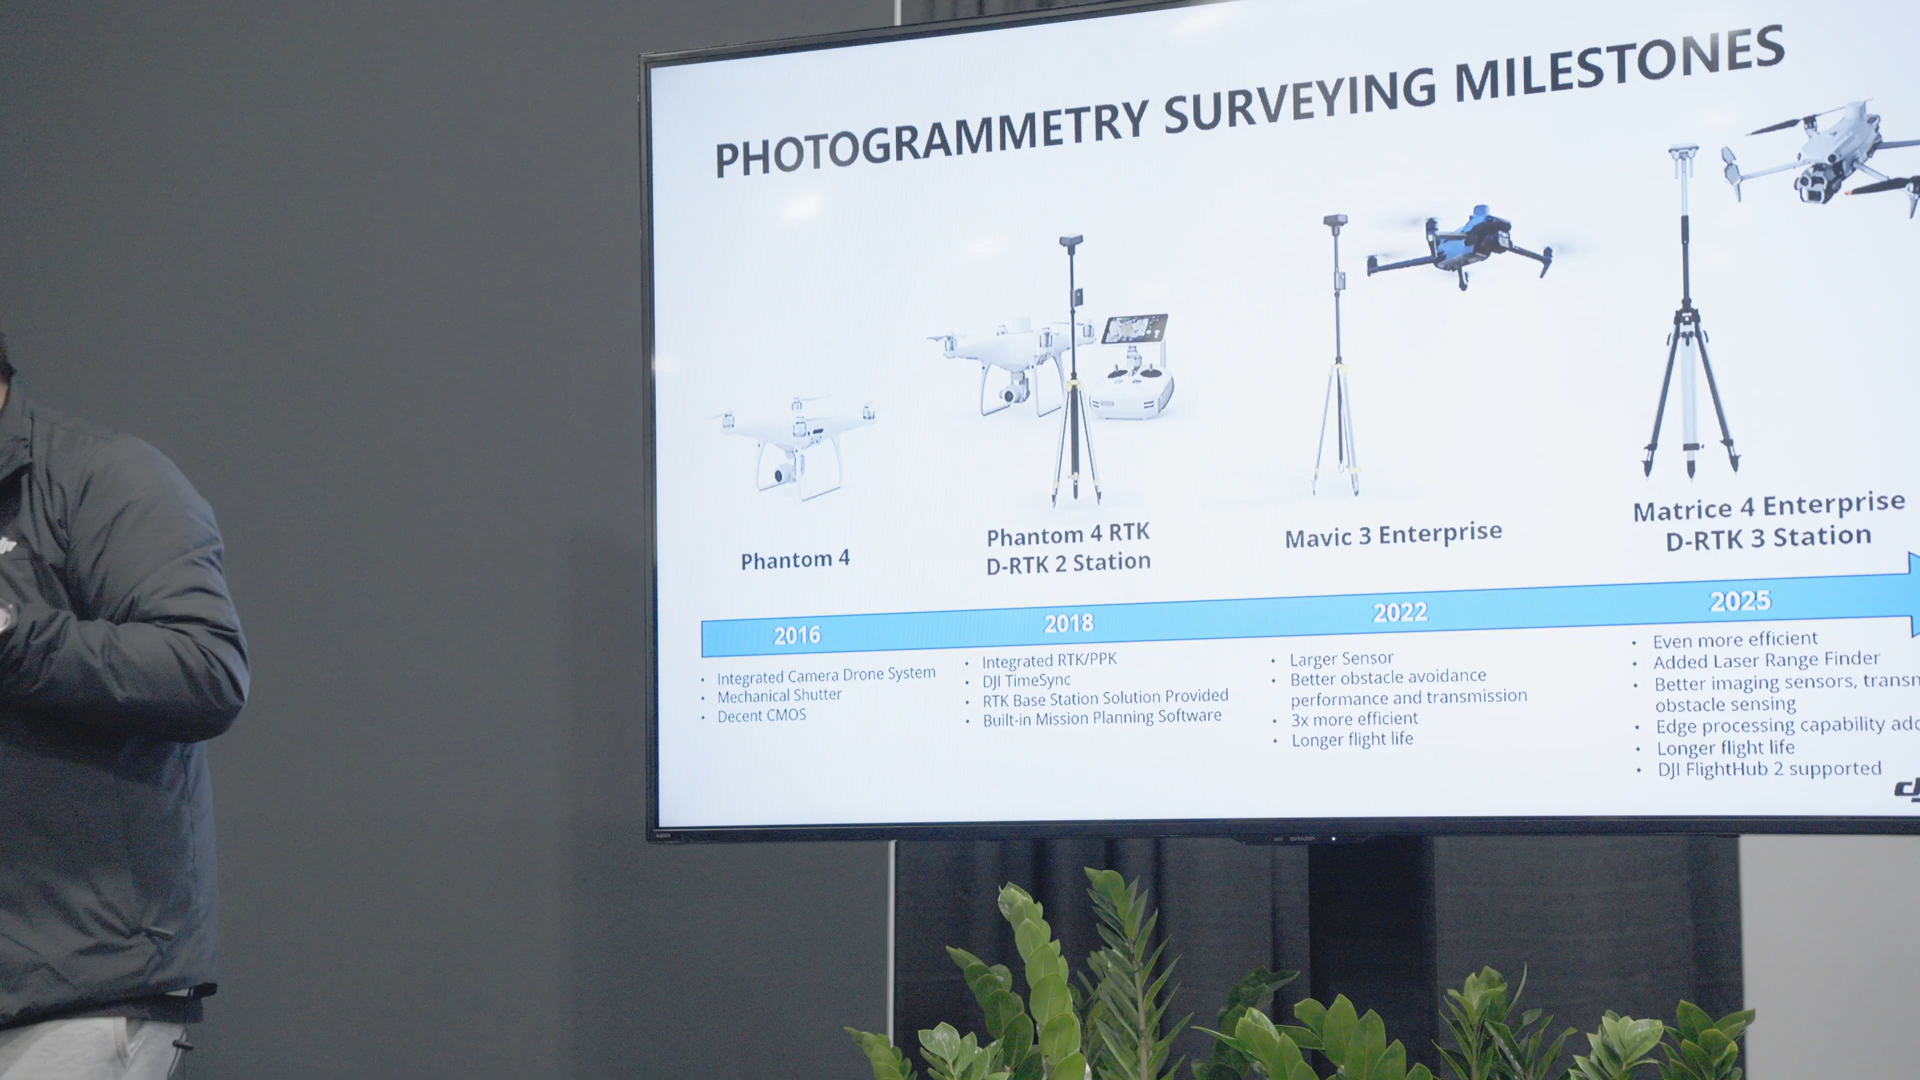 PHOTOGRAMMETRY SURVEYING MILESTONES
Phantom 4
Phantom 4 RTK
D-RTK 2 Station
Mavic 3 Enterprise
Matrice 4 Enterprise
D-RTK 3 Station
2016
2018
2022
2025
• Integrated Camera Drone System
• Mechanical Shutter
• Decent CMOS
• Integrated RTK/PPK
• DJI TimeSync
• RTK Base Station Solution Provided
• Built-in Mission Planning Software
• Larger Sensor
• Better obstacle avoidance
performance and transmission
• 3x more efficient
• Longer flight life
• Even more efficient
• Added Laser Range Finder
• Better imaging sensors,
obstacle sensing
• Edge processing capability
• Longer flight life
• DJI FlightHub 2 supported
SHARP